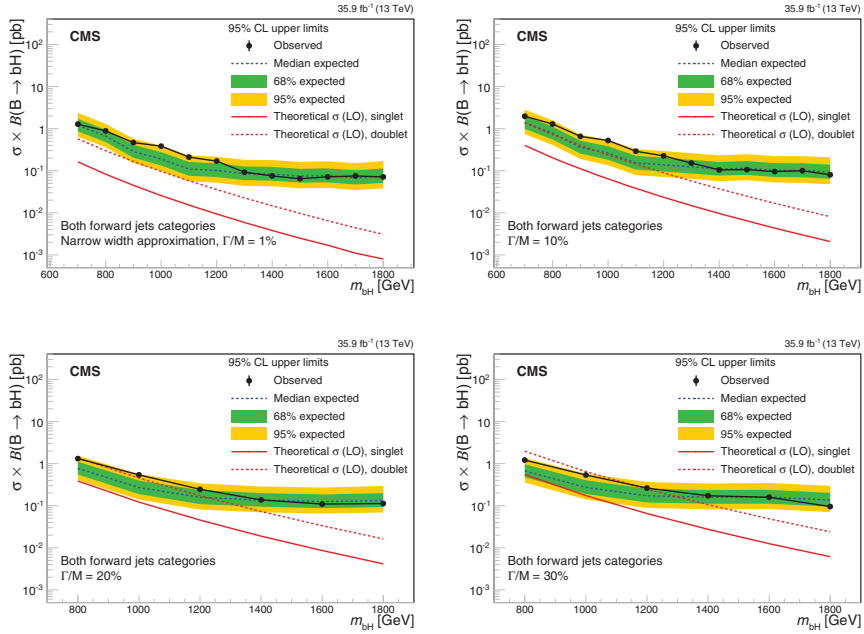 35.9 fb⁻¹ (13 TeV)
CMS
95% CL upper limits
Observed
Median expected
68% expected
95% expected
Theoretical σ (LO), singlet
Theoretical σ (LO), doublet
σ × B(B → bH) [pb]
10²
10
1
10⁻¹
10⁻²
10⁻³
Both forward jets categories
Narrow width approximation, Γ/M = 1%
600 800 1000 1200 1400 1600 1800
m_bH [GeV]
35.9 fb⁻¹ (13 TeV)
CMS
95% CL upper limits
Observed
Median expected
68% expected
95% expected
Theoretical σ (LO), singlet
Theoretical σ (LO), doublet
σ × B(B → bH) [pb]
10²
10
1
10⁻¹
10⁻²
10⁻³
Both forward jets categories
Γ/M = 10%
600 800 1000 1200 1400 1600 1800
m_bH [GeV]
35.9 fb⁻¹ (13 TeV)
CMS
95% CL upper limits
Observed
Median expected
68% expected
95% expected
Theoretical σ (LO), singlet
Theoretical σ (LO), doublet
σ × B(B → bH) [pb]
10²
10
1
10⁻¹
10⁻²
10⁻³
Both forward jets categories
Γ/M = 20%
800 1000 1200 1400 1600 1800
m_bH [GeV]
35.9 fb⁻¹ (13 TeV)
CMS
95% CL upper limits
Observed
Median expected
68% expected
95% expected
Theoretical σ (LO), singlet
Theoretical σ (LO), doublet
σ × B(B → bH) [pb]
10²
10
1
10⁻¹
10⁻²
10⁻³
Both forward jets categories
Γ/M = 30%
800 1000 1200 1400 1600 1800
m_bH [GeV]